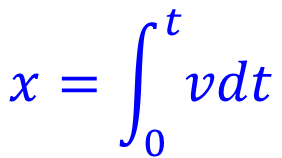 x = ∫₀ᵗ vdt